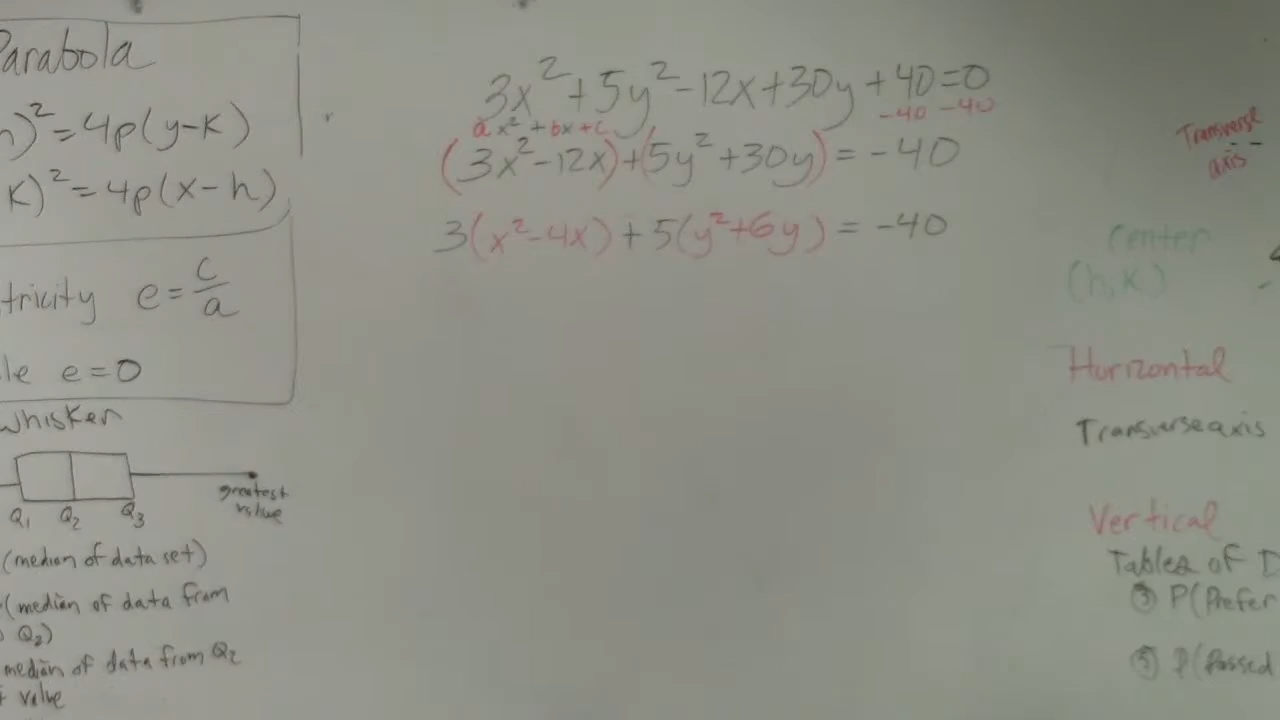 Parabola
h)²=4p(y-k)
k)²=4p(x-h)
tricity e=c/a
le e=0
whisker
greatest
value
Q₁ Q₂ Q₃
(median of data set)
(median of data from
Q₂)
median of data from Q₂
value
3x²+5y²-12x+30y+40=0
-40 -40
ax²+bx+c
(3x²-12x)+(5y²+30y)=-40
3(x²-4x)+5(y²+6y)=-40
Transverse
axis
center
(h,k)
Horizontal
Transverse axis
Vertical
Tables of D
③ P(Prefer
⑤ P(Passed